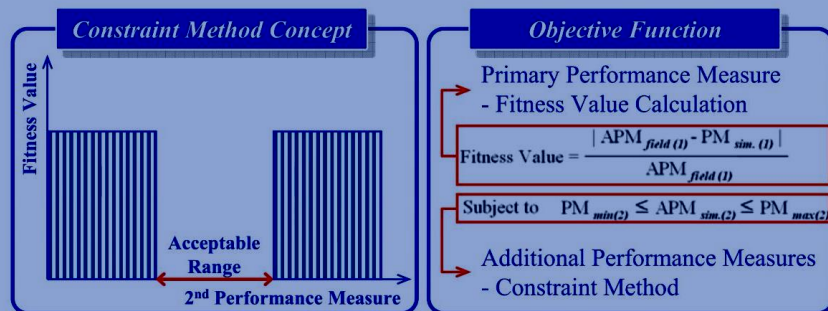 Constraint Method Concept
Fitness Value
Acceptable
Range
2nd Performance Measure
Objective Function
Primary Performance Measure
- Fitness Value Calculation
Fitness Value = | APM field (1) - PM sim. (1) | / APM field (1)
Subject to PM min(2) ≤ APM sim.(2) ≤ PM max(2)
Additional Performance Measures
- Constraint Method